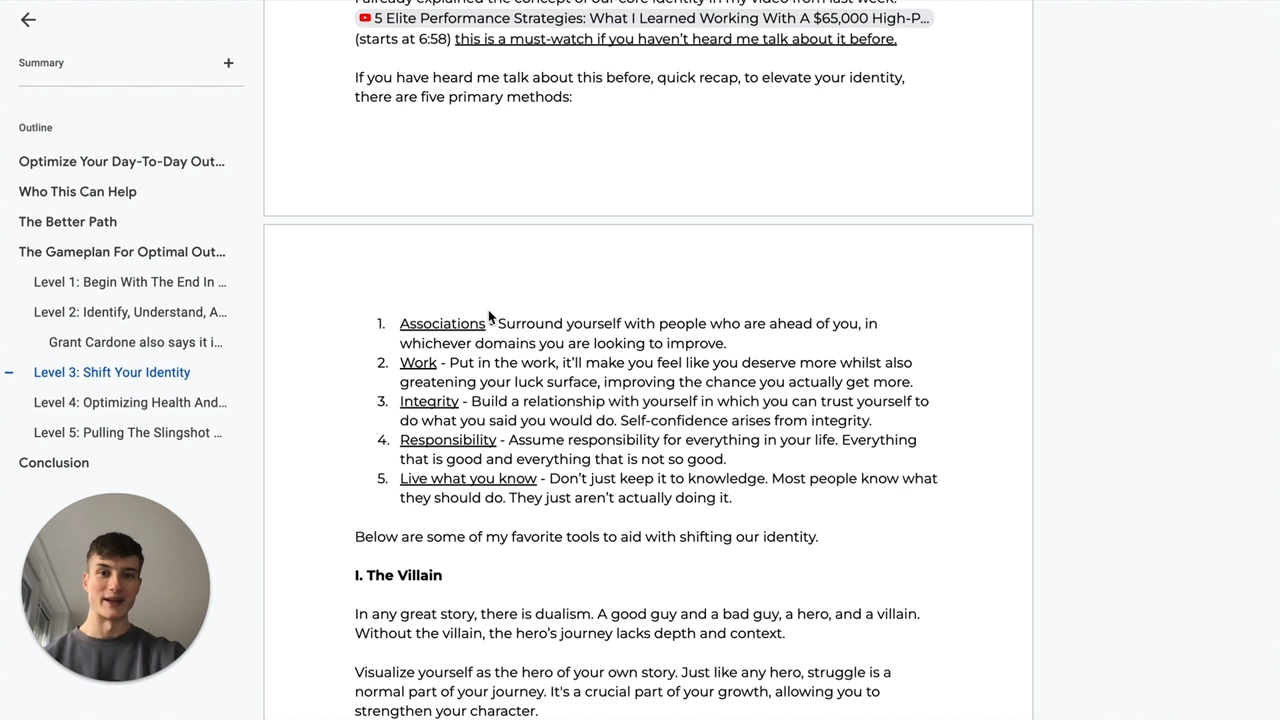 Summary
Outline
Optimize Your Day-To-Day Out...
Who This Can Help
The Better Path
The Gameplan For Optimal Out...
Level 1: Begin With The End In ...
Level 2: Identify, Understand, A...
Grant Cardone also says it i...
Level 3: Shift Your Identity
Level 4: Optimizing Health And...
Level 5: Pulling The Slingshot ...
Conclusion
I already explained the concept of our core identity in my video from last week.
5 Elite Performance Strategies: What I Learned Working With A $65,000 High-P...
(starts at 6:58) this is a must-watch if you haven't heard me talk about it before.
If you have heard me talk about this before, quick recap, to elevate your identity,
there are five primary methods:
1. Associations - Surround yourself with people who are ahead of you, in
whichever domains you are looking to improve.
2. Work - Put in the work, it'll make you feel like you deserve more whilst also
greatening your luck surface, improving the chance you actually get more.
3. Integrity - Build a relationship with yourself in which you can trust yourself to
do what you said you would do. Self-confidence arises from integrity.
4. Responsibility - Assume responsibility for everything in your life. Everything
that is good and everything that is not so good.
5. Live what you know - Don't just keep it to knowledge. Most people know what
they should do. They just aren't actually doing it.
Below are some of my favorite tools to aid with shifting our identity.
I. The Villain
In any great story, there is dualism. A good guy and a bad guy, a hero, and a villain.
Without the villain, the hero's journey lacks depth and context.
Visualize yourself as the hero of your own story. Just like any hero, struggle is a
normal part of your journey. It's a crucial part of your growth, allowing you to
strengthen your character.